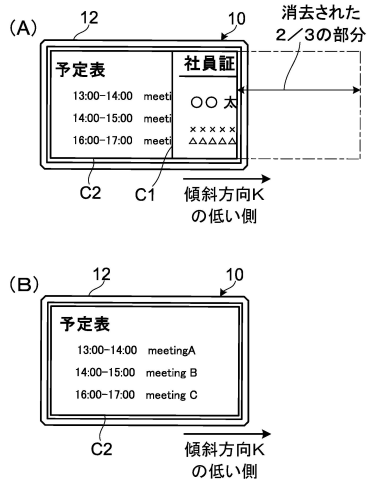 (A)
12
10
消去された
2／3の部分
予定表
社員証
13:00-14:00 meeti
○○ 太
14:00-15:00 meeti
×××××
16:00-17:00 meeti
△△△△△
C2
C1
傾斜方向K
の低い側
(B)
12
10
予定表
13:00-14:00 meetingA
14:00-15:00 meeting B
16:00-17:00 meeting C
C2
傾斜方向K
の低い側